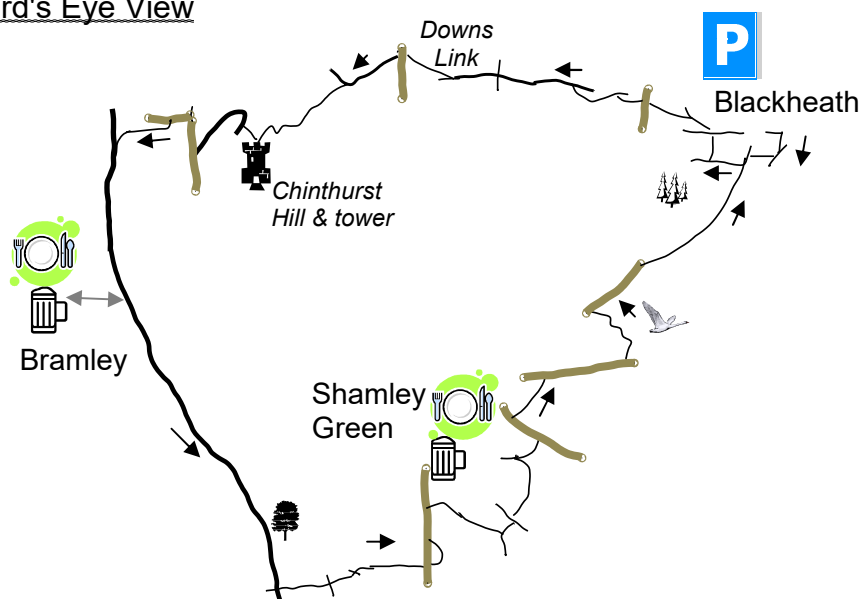 rd's Eye View
Downs
Link
P
Blackheath
Chinthurst
Hill & tower
Bramley
Shamley
Green